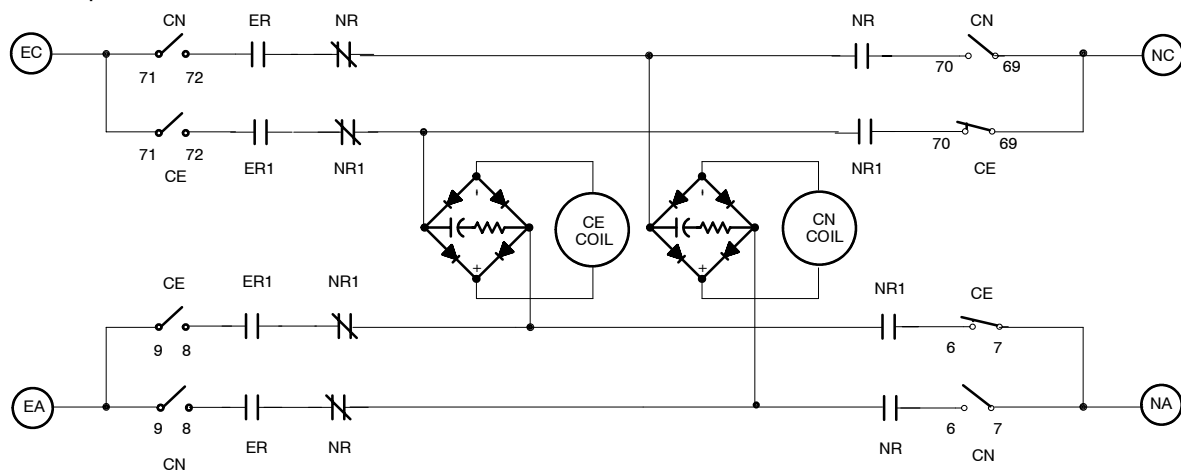 CN ER NR NR CN
EC NC
71 72 70 69
71 72 70 69
CE ER1 NR1 NR1 CE
- -
CE COIL
CN COIL
+ +
CE ER1 NR1 NR1 CE
9 8 6 7
EA NA
9 8 6 7
ER NR NR
CN CN